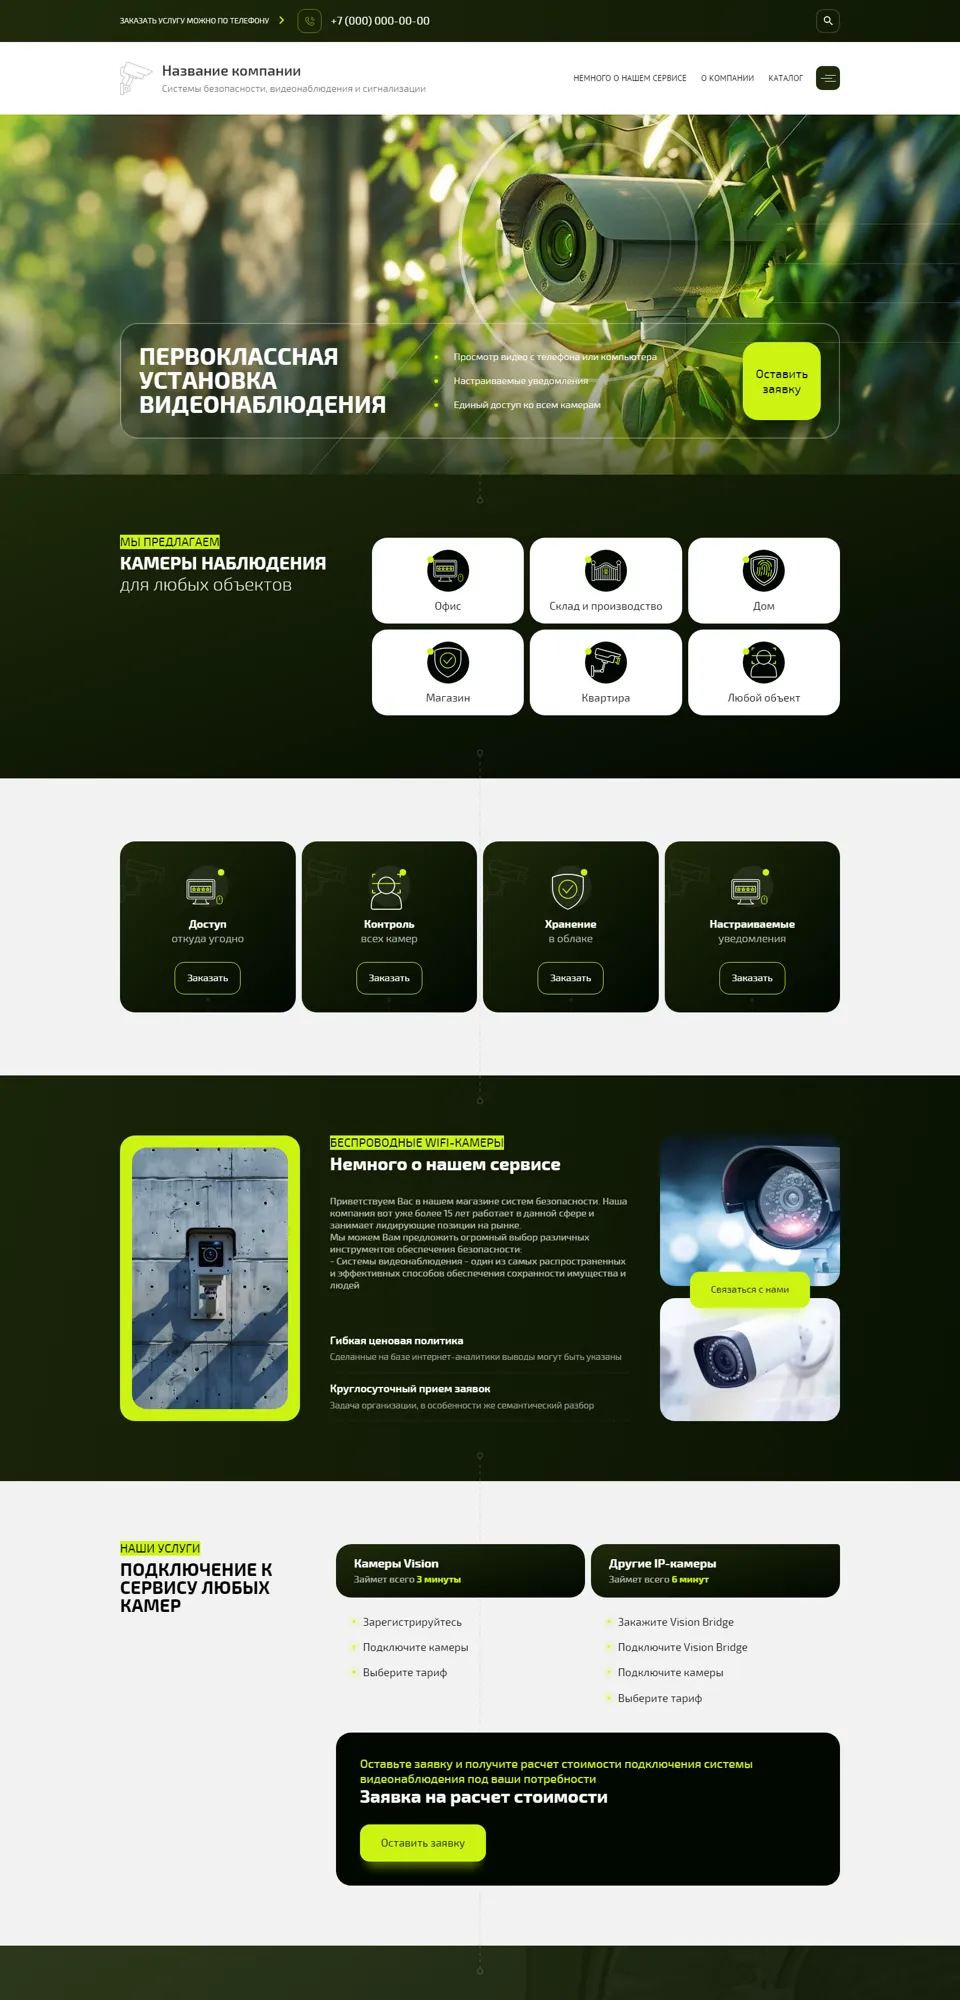 ЗАКАЗАТЬ УСЛУГУ МОЖНО ПО ТЕЛЕФОНУ
+7 (000) 000-00-00
Название компании
Системы безопасности, видеонаблюдения и сигнализации
НЕМНОГО О НАШЕМ СЕРВИСЕ
О КОМПАНИИ
КАТАЛОГ
ПЕРВОКЛАССНАЯ
УСТАНОВКА
ВИДЕОНАБЛЮДЕНИЯ
Просмотр видео с телефона или компьютера
Настраиваемые уведомления
Единый доступ ко всем камерам
Оставить
заявку
МЫ ПРЕДЛАГАЕМ
КАМЕРЫ НАБЛЮДЕНИЯ
для любых объектов
Офис
Склад и производство
Дом
Магазин
Квартира
Любой объект
Доступ
откуда угодно
Заказать
Контроль
всех камер
Заказать
Хранение
в облаке
Заказать
Настраиваемые
уведомления
Заказать
БЕСПРОВОДНЫЕ WIFI-КАМЕРЫ
Немного о нашем сервисе
Приветствуем Вас в нашем магазине систем безопасности. Наша
компания вот уже более 15 лет работает в данной сфере и
занимает лидирующие позиции на рынке.
Мы можем Вам предложить огромный выбор различных
инструментов обеспечения безопасности:
- Системы видеонаблюдения - один из самых распространенных
и эффективных способов обеспечения сохранности имущества и
людей
Гибкая ценовая политика
Сделанные на базе интернет-аналитики выводы могут быть указаны
Круглосуточный прием заявок
Задача организации, в особенности же семантический разбор
Связаться с нами
НАШИ УСЛУГИ
ПОДКЛЮЧЕНИЕ К
СЕРВИСУ ЛЮБЫХ
КАМЕР
Камеры Vision
Займет всего 3 минуты
Зарегистрируйтесь
Подключите камеры
Выберите тариф
Другие IP-камеры
Займет всего 6 минут
Закажите Vision Bridge
Подключите Vision Bridge
Подключите камеры
Выберите тариф
Оставьте заявку и получите расчет стоимости подключения системы
видеонаблюдения под ваши потребности
Заявка на расчет стоимости
Оставить заявку